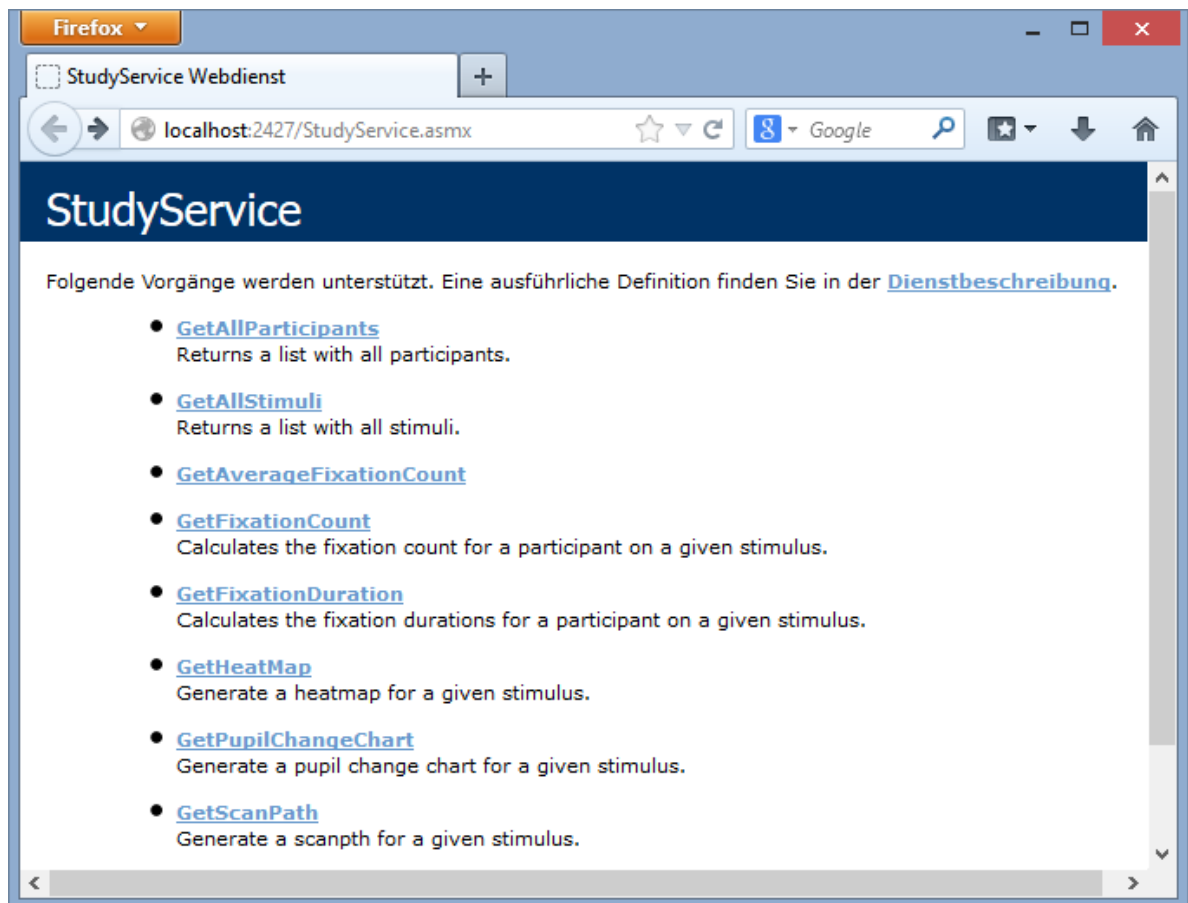 Firefox
StudyService Webdienst
localhost:2427/StudyService.asmx
Google
StudyService
Folgende Vorgänge werden unterstützt. Eine ausführliche Definition finden Sie in der Dienstbeschreibung.
GetAllParticipants
Returns a list with all participants.
GetAllStimuli
Returns a list with all stimuli.
GetAverageFixationCount
GetFixationCount
Calculates the fixation count for a participant on a given stimulus.
GetFixationDuration
Calculates the fixation durations for a participant on a given stimulus.
GetHeatMap
Generate a heatmap for a given stimulus.
GetPupilChangeChart
Generate a pupil change chart for a given stimulus.
GetScanPath
Generate a scanpth for a given stimulus.